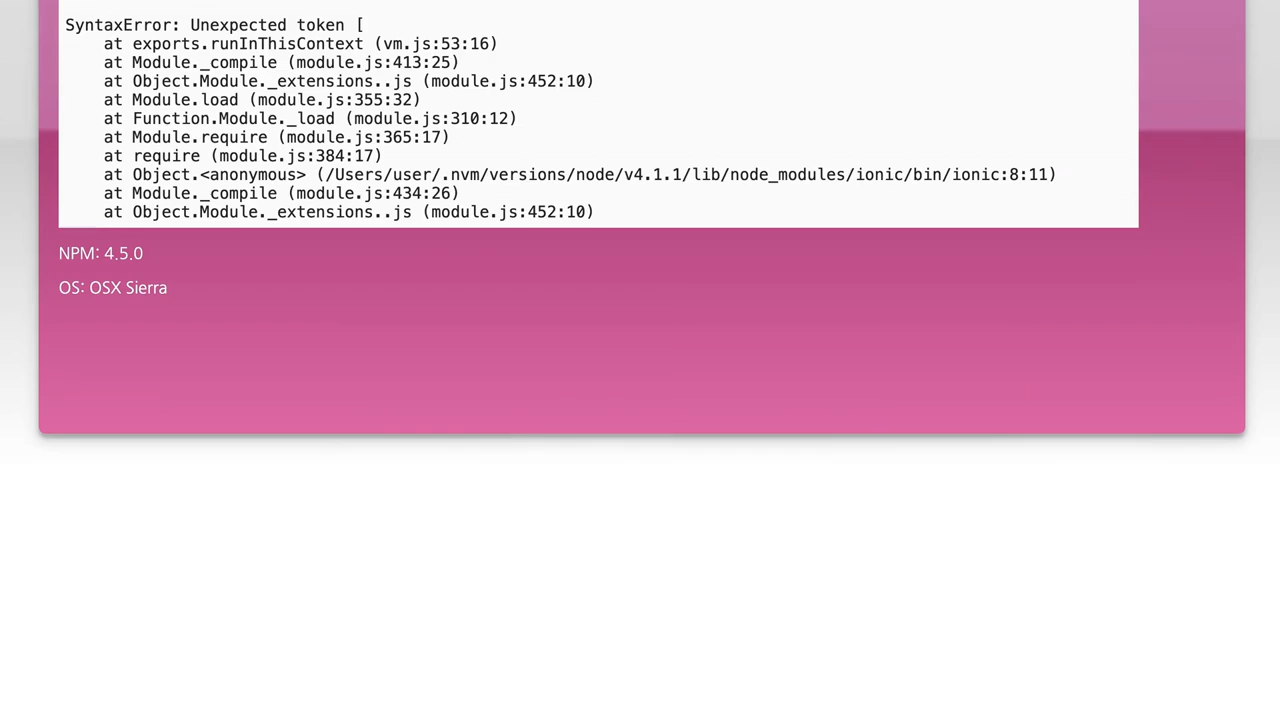 SyntaxError: Unexpected token [
    at exports.runInThisContext (vm.js:53:16)
    at Module._compile (module.js:413:25)
    at Object.Module._extensions..js (module.js:452:10)
    at Module.load (module.js:355:32)
    at Function.Module._load (module.js:310:12)
    at Module.require (module.js:365:17)
    at require (module.js:384:17)
    at Object.<anonymous> (/Users/user/.nvm/versions/node/v4.1.1/lib/node_modules/ionic/bin/ionic:8:11)
    at Module._compile (module.js:434:26)
    at Object.Module._extensions..js (module.js:452:10)
NPM: 4.5.0
OS: OSX Sierra